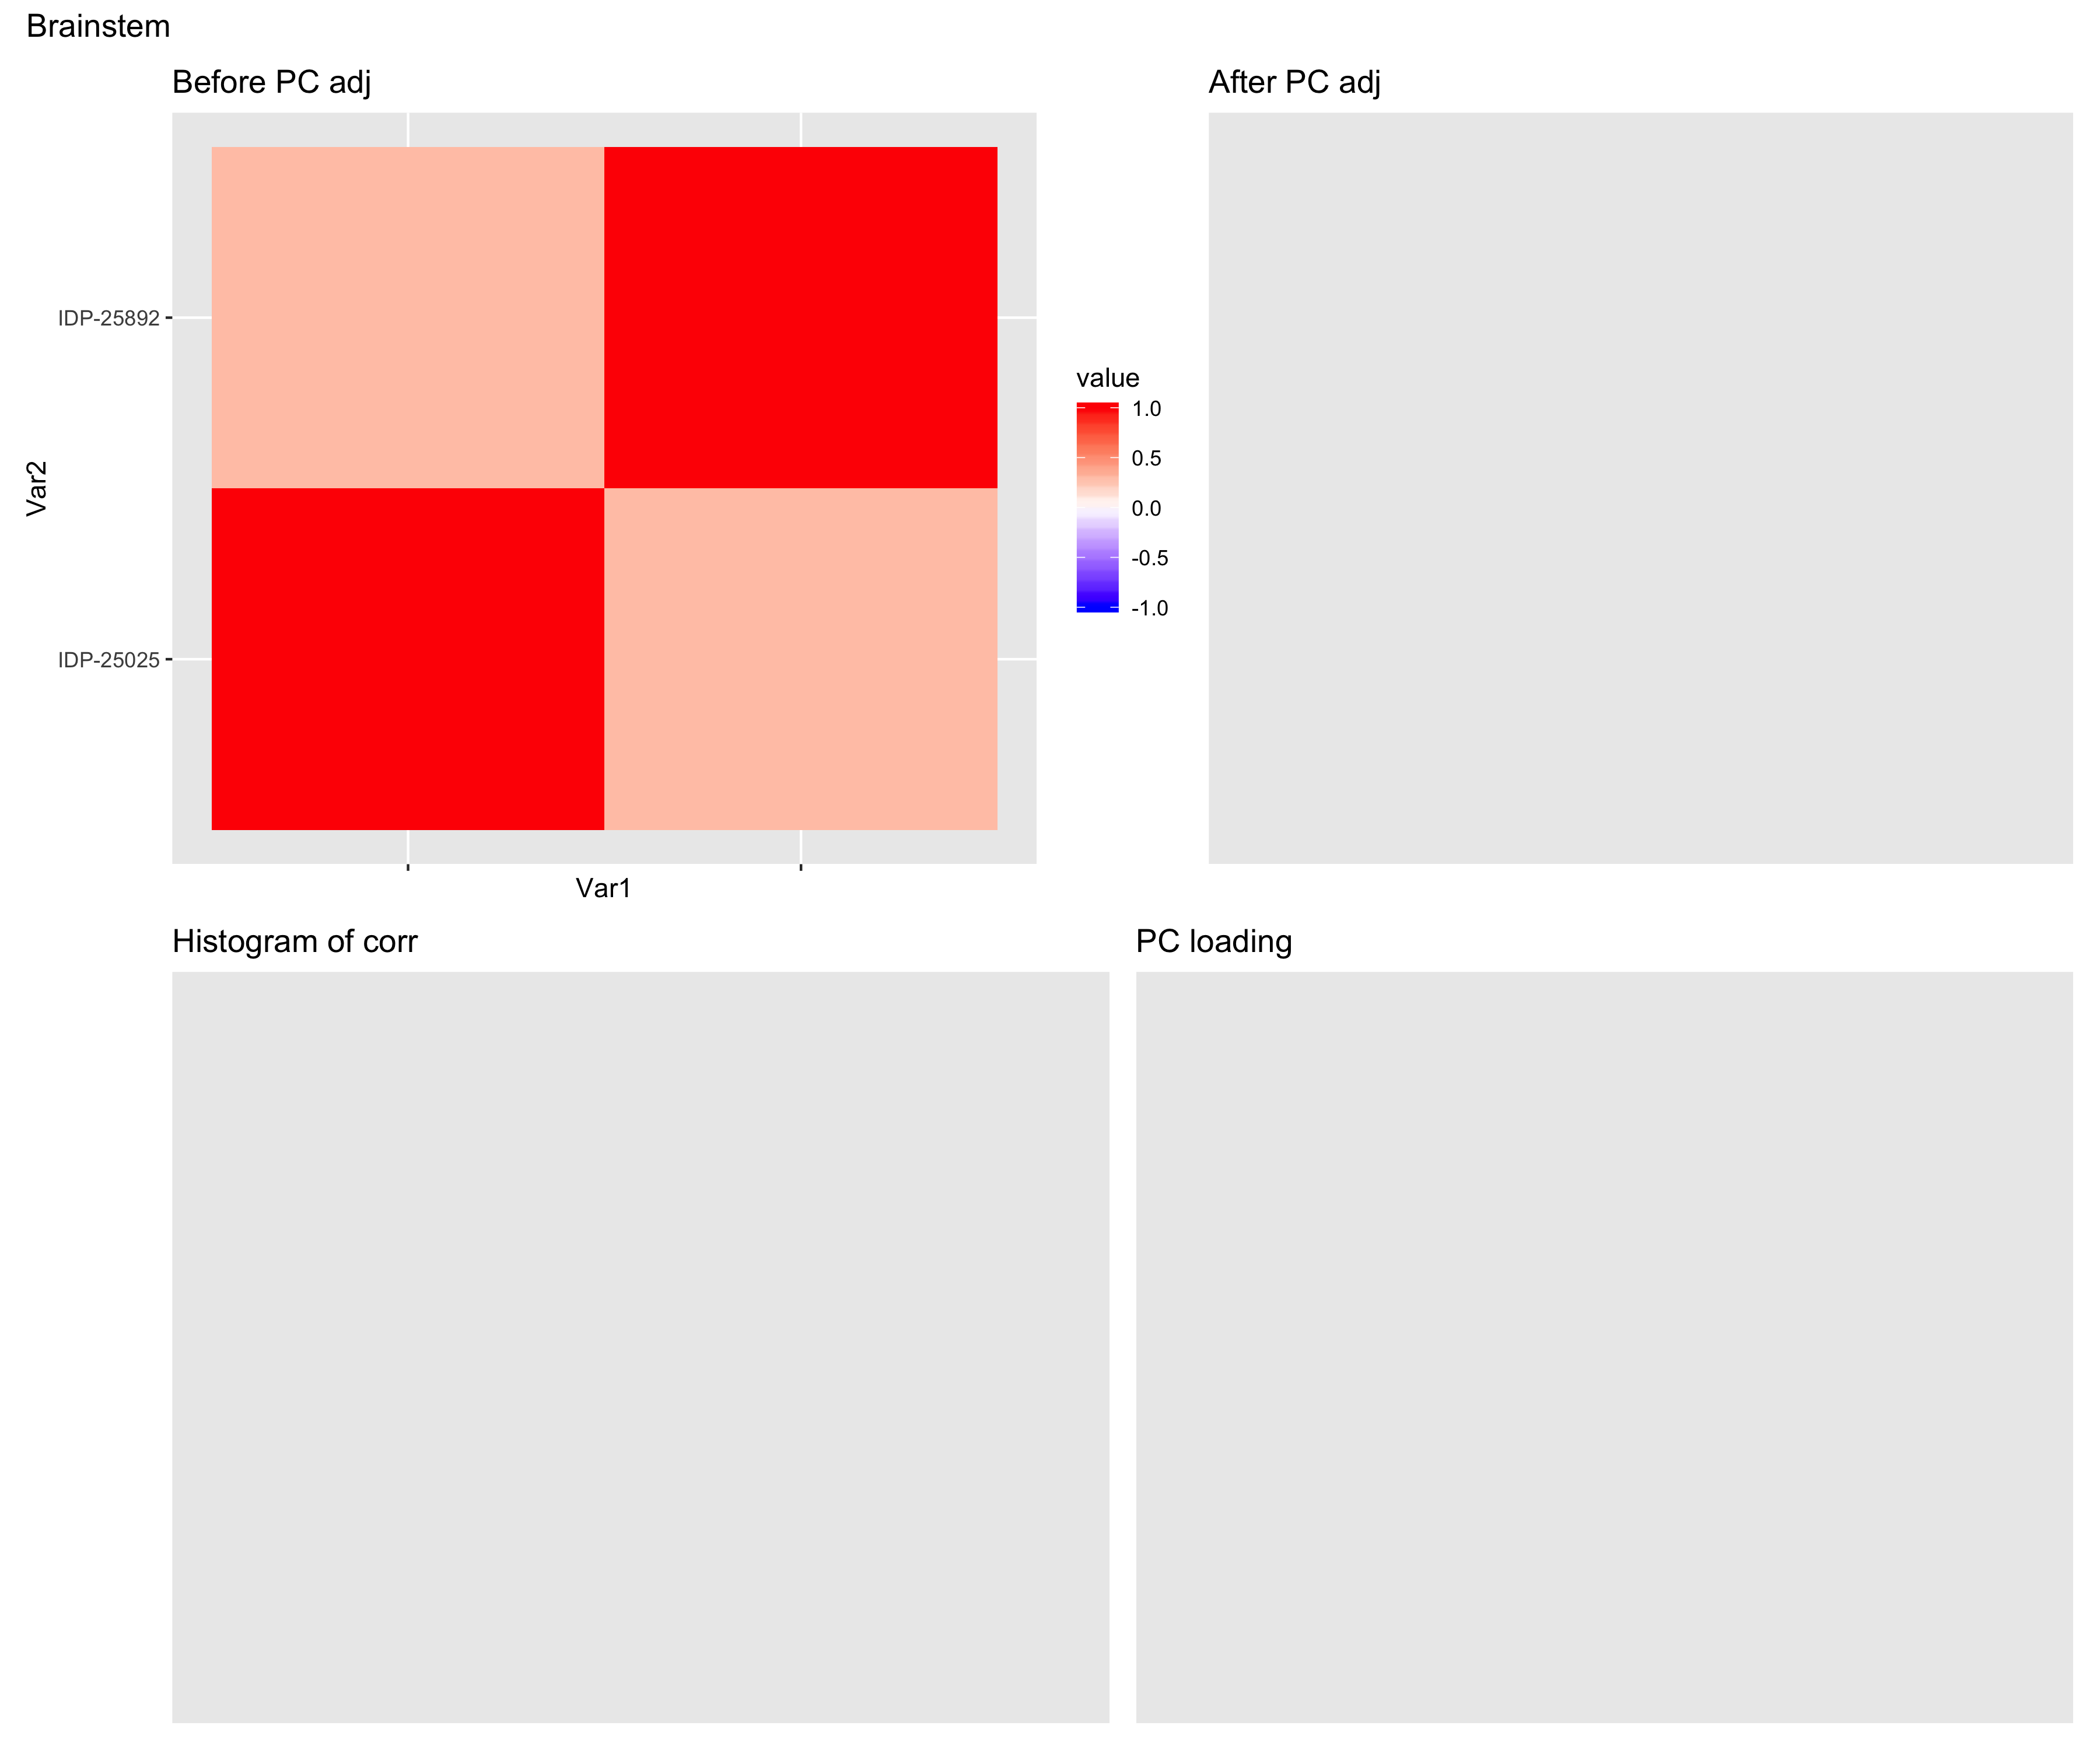 Brainstem
Before PC adj
After PC adj
IDP-25892
IDP-25025
Var2
Var1
value
1.0
0.5
0.0
-0.5
-1.0
Histogram of corr
PC loading